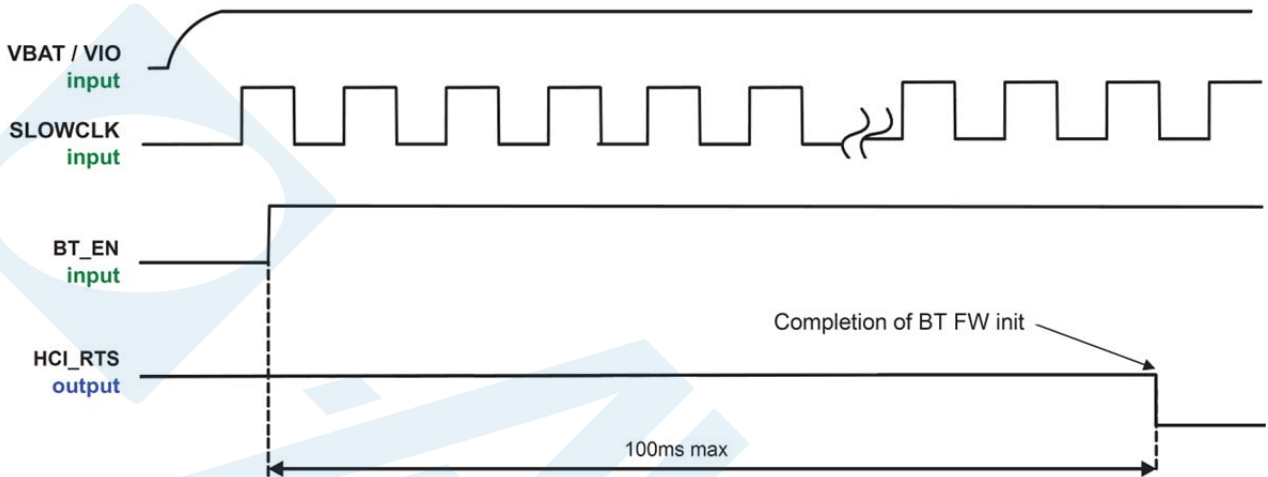 VBAT / VIO
input
SLOWCLK
input
BT_EN
input
Completion of BT FW init
HCI_RTS
output
100ms max